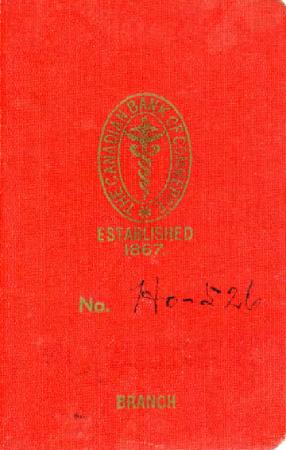 THE CANADIAN BANK OF COMMERCE
ESTABLISHED
1867
No. Ho-526
BRANCH